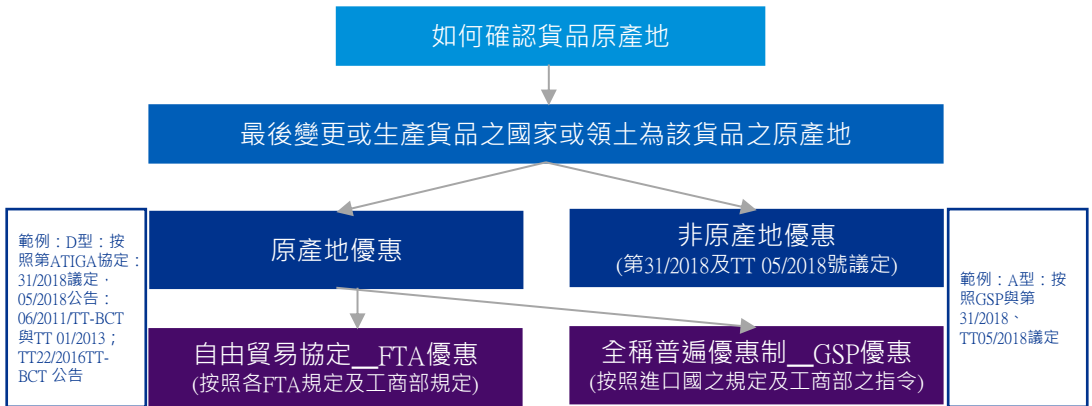 如何確認貨品原產地
最後變更或生產貨品之國家或領土為該貨品之原產地
範例：D型：按
照第ATIGA協定：
31/2018議定，
05/2018公告：
06/2011/TT-BCT
與TT 01/2013；
TT22/2016TT-
BCT 公告
原產地優惠
非原產地優惠
(第31/2018及TT 05/2018號議定)
範例：A型：按
照GSP與第
31/2018、
TT05/2018議定
自由貿易協定__FTA優惠
(按照各FTA規定及工商部規定)
全稱普遍優惠制__GSP優惠
(按照進口國之規定及工商部之指令)